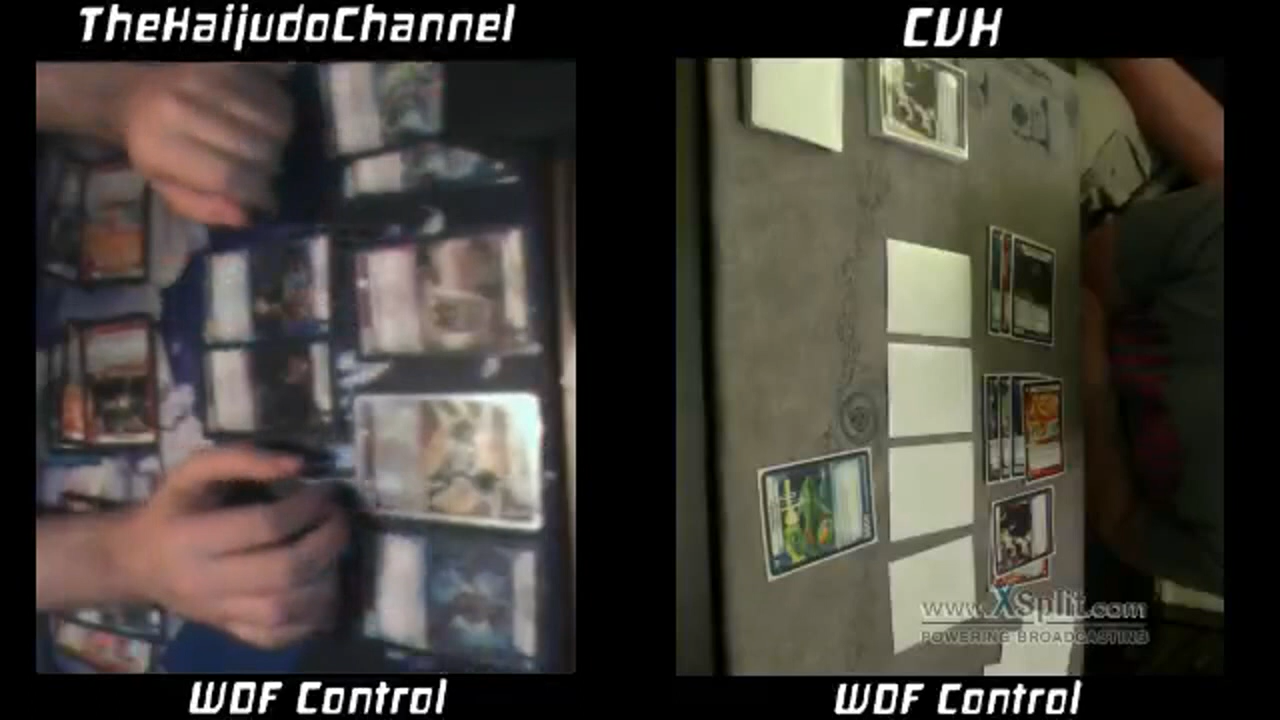 TheKaijudoChannel
CVH
www.XSplit.com
POWERING BROADCASTING
WDF Control
WDF Control